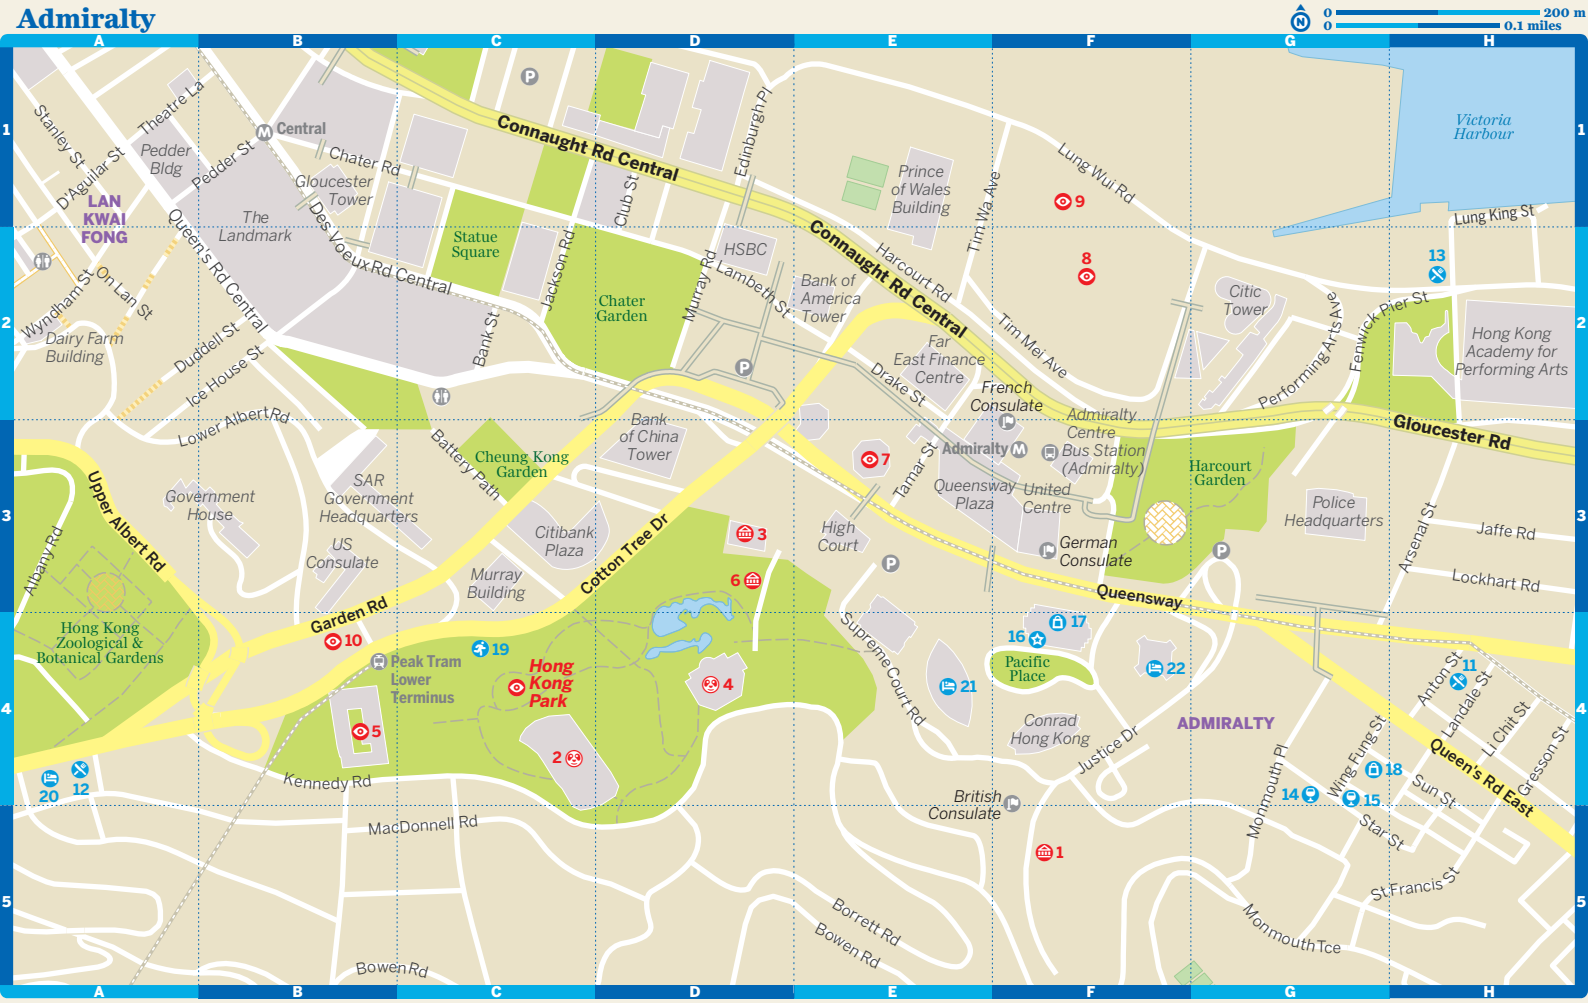 Admiralty
N
0 200 m
0 0.1 miles
A B C D E F G H
1
2
3
4
5
Stanley St
Theatre La
D'Aguilar St
Pedder
Bldg
Pedder St
Central
Chater Rd
Gloucester
Tower
LAN
KWAI
FONG
The
Landmark
Queen's Rd Central
Des Voeux Rd Central
P
Connaught Rd Central
Edinburgh Pl
Club St
Statue
Square
Jackson Rd
Chater
Garden
Murray Rd
HSBC
Lambeth St
Prince
of Wales
Building
Tim Wa Ave
Lung Wui Rd
9
8
Victoria
Harbour
Lung King St
13
Connaught Rd Central
Harcourt Rd
Bank of
America
Tower
Wyndham St
On Lan St
Dairy Farm
Building
Duddell St
Ice House St
Lower Albert Rd
Bank St
P
Far
East Finance
Centre
Drake St
Tim Mei Ave
French
Consulate
Citic
Tower
Performing Arts Ave
Fenwick Pier St
Hong Kong
Academy for
Performing Arts
Gloucester Rd
Battery Path
Cheung Kong
Garden
Bank
of China
Tower
7
Tamar St
Admiralty
Admiralty
Centre
Bus Station
(Admiralty)
Queensway
Plaza
United
Centre
Harcourt
Garden
Police
Headquarters
Arsenal St
Jaffe Rd
Lockhart Rd
Upper Albert Rd
Albany Rd
Government
House
SAR
Government
Headquarters
US
Consulate
Citibank
Plaza
Murray
Building
Cotton Tree Dr
3
6
High
Court
P
German
Consulate
P
Queensway
Garden Rd
10
Hong Kong
Zoological &
Botanical Gardens
Peak Tram
Lower
Terminus
19
Hong
Kong
Park
4
5
2
Kennedy Rd
20
12
Supreme Court Rd
21
17
16
Pacific
Place
Conrad
Hong Kong
22
ADMIRALTY
Justice Dr
British
Consulate
1
Monmouth Pl
Wing Fung St
14
15
18
Anton St
11
Landale St
Li Chit St
Gresson St
Queen's Rd East
Sun St
Star St
St Francis St
Monmouth Tce
MacDonnell Rd
Bowen Rd
Borrett Rd
Bowen Rd
1
2
3
4
5
A B C D E F G H